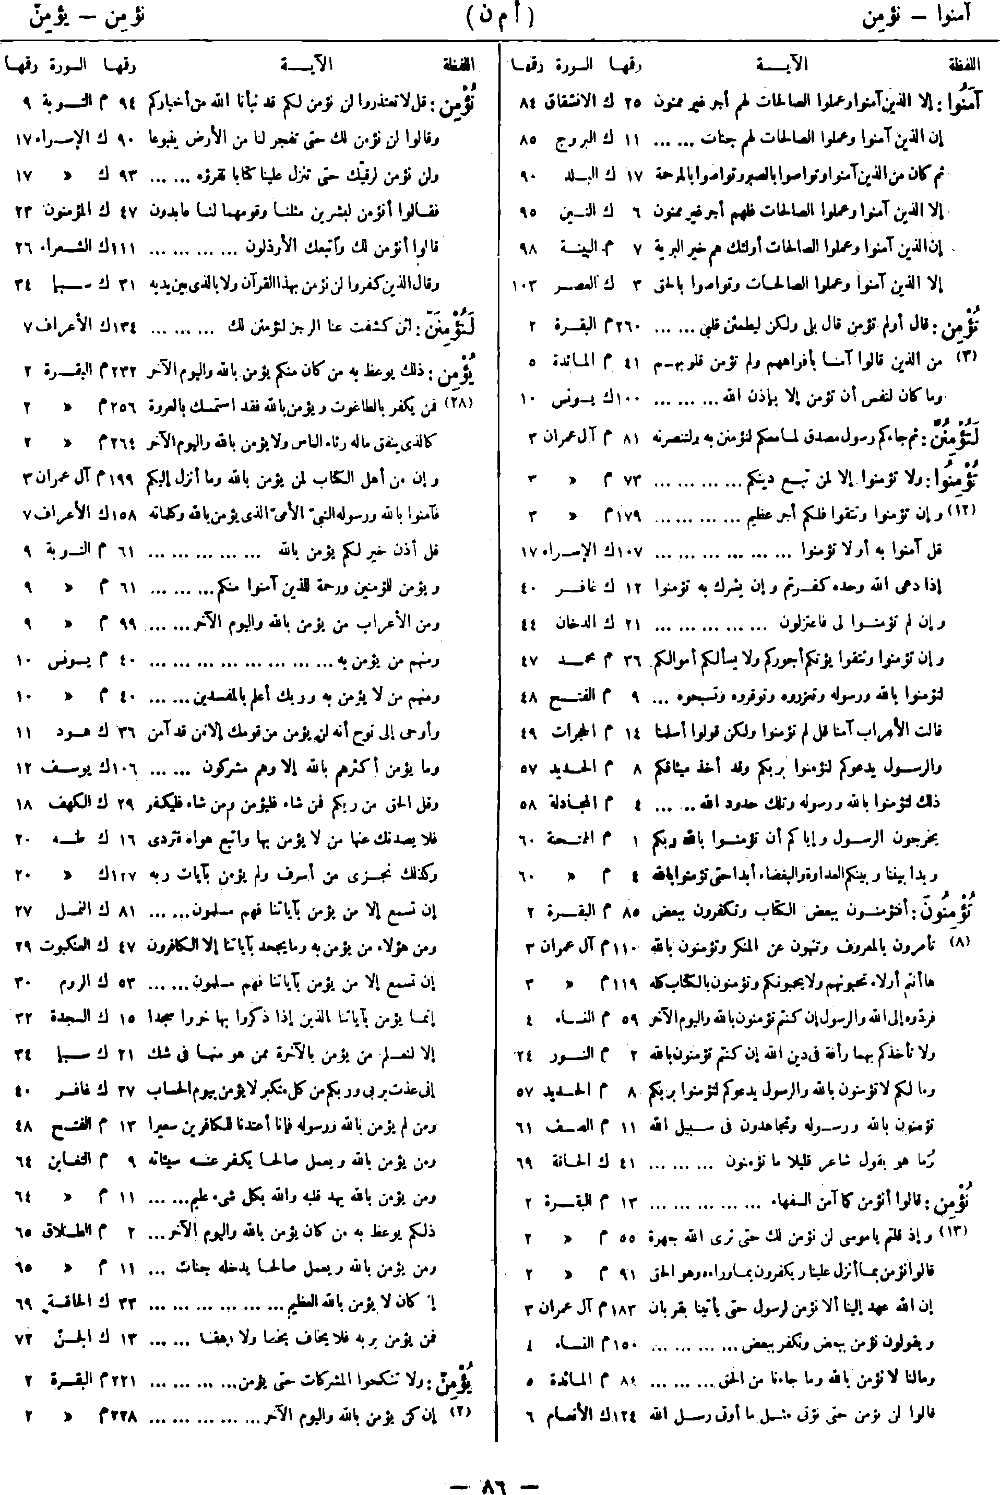 آمنوا – نؤمن
(أ م ن)
نؤمن – يؤمنّ
اللفظة الآيــة رقمها السورة رقمها
آمَنُوا : إلا الذين آمنوا وعملوا الصالحات لهم أجر غير ممنون ٢٥ ك الانشقاق ٨٤
إن الذين آمنوا وعملوا الصالحات لهم جنات ... ... ١١ ك البروج ٨٥
ثم كان من الذين آمنوا وتواصوا بالصبر وتواصوا بالمرحمة ١٧ ك البلد ٩٠
إلا الذين آمنوا وعملوا الصالحات فلهم أجر غير ممنون ٦ ك التين ٩٥
إن الذين آمنوا وعملوا الصالحات أولئك هم خير البرية ٧ م البينة ٩٨
إلا الذين آمنوا وعملوا الصالحات وتواصوا بالحق ٣ ك العصر ١٠٣
تُؤْمِن : قال أولم تؤمن قال بلى ولكن ليطمئن قلبي ... ... ٢٦٠ م البقرة ٢
(٣) من الذين قالوا آمنا بأفواههم ولم تؤمن قلوبهم ٤١ م المائدة ٥
وما كان لنفس أن تؤمن إلا بإذن الله ... ... ... ١٠٠ ك يونس ١٠
لَتُؤْمِنُنَّ : ثم جاءكم رسول مصدق لما معكم لتؤمنن به ولتنصرنه ٨١ م آل عمران ٣
تُؤْمِنُوا : ولا تؤمنوا إلا لمن تبع دينكم ... ... ... ... ٧٣ م « ٣
(١٢) وإن تؤمنوا وتتقوا فلكم أجر عظيم ... ... ... ... ١٧٩ م « ٣
قل آمنوا به أو لا تؤمنوا ... ... ... ... ... ١٠٧ ك الإسراء ١٧
إذا دعى الله وحده كفرتم وإن يشرك به تؤمنوا ١٢ ك غافر ٤٠
وإن لم تؤمنوا لى فاعتزلون ... ... ... ... ... ٢١ ك الدخان ٤٤
وإن تؤمنوا وتتقوا يؤتكم أجوركم ولا يسألكم أموالكم ٣٦ م محمد ٤٧
لتؤمنوا بالله ورسوله وتعزروه وتوقروه وتسبحوه ... ٩ م الفتح ٤٨
قالت الأعراب آمنا قل لم تؤمنوا ولكن قولوا أسلمنا ١٤ م الحجرات ٤٩
والرسول يدعوكم لتؤمنوا بربكم وقد أخذ ميثاقكم ٨ م الحديد ٥٧
ذلك لتؤمنوا بالله ورسوله وتلك حدود الله ... ... ٤ م المجادلة ٥٨
يخرجون الرسول وإياكم أن تؤمنوا بالله ربكم ١ م الممتحنة ٦٠
وبدا بيننا وبينكم العداوة والبغضاء أبدا حتى تؤمنوا بالله ٤ م « ٦٠
تُؤْمِنُونَ : أفتؤمنون ببعض الكتاب وتكفرون ببعض ٨٥ م البقرة ٢
(٨) تأمرون بالمعروف وتنهون عن المنكر وتؤمنون بالله ١١٠ م آل عمران ٣
ها أنتم أولاء تحبونهم ولا يحبونكم وتؤمنون بالكتاب كله ١١٩ م « ٣
فردّوه إلى الله والرسول إن كنتم تؤمنون بالله واليوم الآخر ٥٩ م النساء ٤
ولا تأخذكم بهما رأفة فى دين الله إن كنتم تؤمنون بالله ٢ م النور ٢٤
وما لكم لا تؤمنون بالله والرسول يدعوكم لتؤمنوا بربكم ٨ م الحديد ٥٧
تؤمنون بالله ورسوله وتجاهدون فى سبيل الله ١١ م الصف ٦١
وما هو بقول شاعر قليلا ما تؤمنون ... ... ... ٤١ ك الحاقة ٦٩
نُؤْمِن : قالوا أنؤمن كما آمن السفهاء ... ... ... ... ١٣ م البقرة ٢
(١٣) وإذ قلتم يا موسى لن نؤمن لك حتى نرى الله جهرة ٥٥ م « ٢
قالوا نؤمن بما أنزل علينا ويكفرون بما وراءه وهو الحق ٩١ م « ٢
إن الله عهد إلينا ألا نؤمن لرسول حتى يأتينا بقربان ١٨٣ م آل عمران ٣
ويقولون نؤمن ببعض ونكفر ببعض ... ... ... ... ١٥٠ م النساء ٤
ومالنا لا نؤمن بالله وما جاءنا من الحق ... ... ... ٨٤ م المائدة ٥
قالوا لن نؤمن حتى نؤتى مثل ما أوتى رسل الله ١٢٤ ك الأنعام ٦
اللفظة الآيــة رقمها السورة رقمها
نُؤْمِن : قل لا تعتذروا لن نؤمن لكم قد نبأنا الله من أخباركم ٩٤ م التوبة ٩
وقالوا لن نؤمن لك حتى تفجر لنا من الأرض ينبوعا ٩٠ ك الإسراء ١٧
ولن نؤمن لرقيّك حتى تنزل علينا كتابا نقرؤه ... ... ٩٣ ك « ١٧
فقالوا أنؤمن لبشرين مثلنا وقومهما لنا عابدون ٤٧ ك المؤمنون ٢٣
قالوا أنؤمن لك واتبعك الأرذلون ... ... ... ... ١١١ ك الشعراء ٢٦
وقال الذين كفروا لن نؤمن بهذا القرآن ولا بالذى بين يديه ٣١ ك سبإ ٣٤
لَنُؤْمِنَنَّ : لئن كشفت عنا الرجز لنؤمنن لك ... ... ... ١٣٤ ك الأعراف ٧
يُؤْمِن : ذلك يوعظ به من كان منكم يؤمن بالله واليوم الآخر ٢٣٢ م البقرة ٢
(٢٨) فمن يكفر بالطاغوت ويؤمن بالله فقد استمسك بالعروة ٢٥٦ م « ٢
كالذى ينفق ماله رئاء الناس ولا يؤمن بالله واليوم الآخر ٢٦٤ م « ٢
وإن من أهل الكتاب لمن يؤمن بالله وما أنزل إليكم ١٩٩ م آل عمران ٣
فآمنوا بالله ورسوله النبىّ الأمىّ الذى يؤمن بالله وكلماته ١٥٨ ك الأعراف ٧
قل أذن خير لكم يؤمن بالله ... ... ... ... ... ٦١ م التوبة ٩
ويؤمن للمؤمنين ورحمة للذين آمنوا منكم ... ... ... ٦١ م « ٩
ومن الأعراب من يؤمن بالله واليوم الآخر ... ... ٩٩ م « ٩
ومنهم من يؤمن به ... ... ... ... ... ... ... ٤٠ م يونس ١٠
ومنهم من لا يؤمن به وربك أعلم بالمفسدين ... ... ٤٠ م « ١٠
وأوحى إلى نوح أنه لن يؤمن من قومك إلا من قد آمن ٣٦ ك هود ١١
وما يؤمن أكثرهم بالله إلا وهم مشركون ... ... ١٠٦ ك يوسف ١٢
وقل الحق من ربكم فمن شاء فليؤمن ومن شاء فليكفر ٢٩ ك الكهف ١٨
فلا يصدنك عنها من لا يؤمن بها واتبع هواه فتردى ١٦ ك طه ٢٠
وكذلك نجزى من أسرف ولم يؤمن بآيات ربه ١٢٧ ك « ٢٠
إن تسمع إلا من يؤمن بآياتنا فهم مسلمون ... ... ٨١ ك النمل ٢٧
ومن هؤلاء من يؤمن به وما يجحد بآياتنا إلا الكافرون ٤٧ ك العنكبوت ٢٩
إن تسمع إلا من يؤمن بآياتنا فهم مسلمون ... ... ٥٣ ك الروم ٣٠
إنما يؤمن بآياتنا الذين إذا ذكروا بها خروا سجدا ١٥ ك السجدة ٣٢
إلا لنعلم من يؤمن بالآخرة ممن هو منها فى شك ٢١ ك سبإ ٣٤
إنى عذت بربى وربكم من كل متكبر لا يؤمن بيوم الحساب ٢٧ ك غافر ٤٠
ومن لم يؤمن بالله ورسوله فإنا أعتدنا للكافرين سعيرا ١٣ م الفتح ٤٨
ومن يؤمن بالله ويعمل صالحا يكفر عنه سيئاته ٩ م التغابن ٦٤
ومن يؤمن بالله يهد قلبه والله بكل شىء عليم ... ... ١١ م « ٦٤
ذلكم يوعظ به من كان يؤمن بالله واليوم الآخر ... ٢ م الطلاق ٦٥
ومن يؤمن بالله ويعمل صالحا يدخله جنات ... ... ١١ م « ٦٥
إنه كان لا يؤمن بالله العظيم ... ... ... ... ... ٣٣ ك الحاقة ٦٩
فمن يؤمن بربه فلا يخاف بخسا ولا رهقا ... ... ١٣ ك الجنّ ٧٢
يُؤْمِنّ : ولا تنكحوا المشركات حتى يؤمن ... ... ... ... ٢٢١ م البقرة ٢
(٢) إن كن يؤمن بالله واليوم الآخر ... ... ... ... ٢٢٨ م « ٢
– ٨٦ –